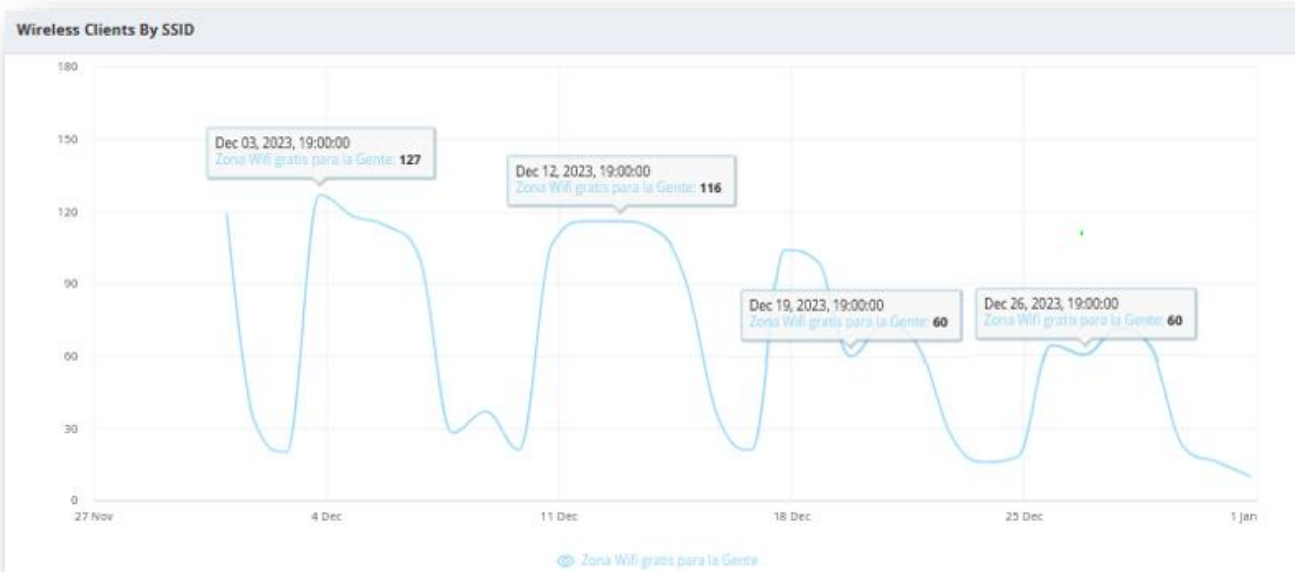 Wireless Clients By SSID
180
150
120
90
60
30
0
Dec 03, 2023, 19:00:00
Zona Wifi gratis para la Gente: 127
Dec 12, 2023, 19:00:00
Zona Wifi gratis para la Gente: 116
Dec 19, 2023, 19:00:00
Zona Wifi gratis para la Gente: 60
Dec 26, 2023, 19:00:00
Zona Wifi gratis para la Gente: 60
27 Nov
4 Dec
11 Dec
18 Dec
25 Dec
1 Jan
Zona Wifi gratis para la Gente